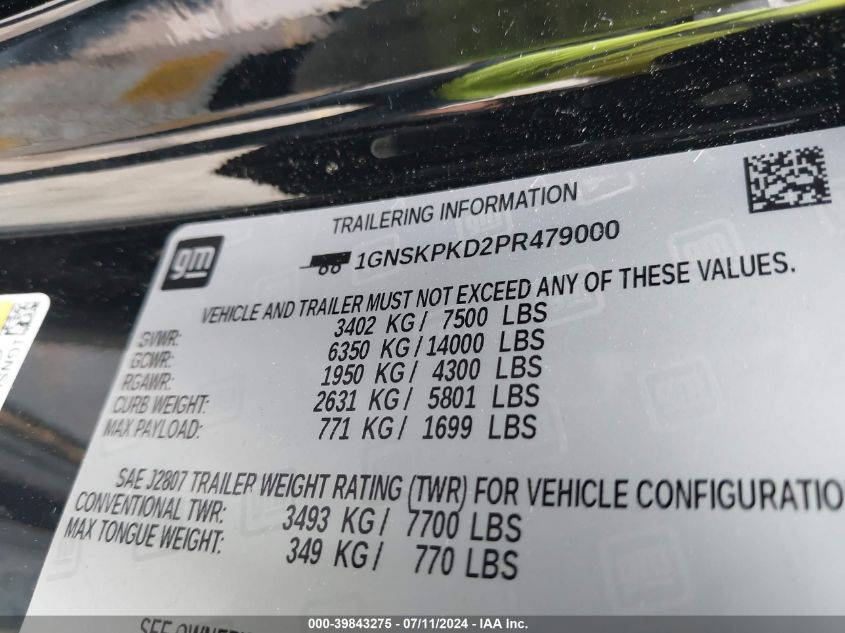 TRAILERING INFORMATION
gm
1GNSKPKD2PR479000
VEHICLE AND TRAILER MUST NOT EXCEED ANY OF THESE VALUES.
GVWR: 3402 KG/ 7500 LBS
GCWR: 6350 KG/14000 LBS
RGAWR: 1950 KG/ 4300 LBS
CURB WEIGHT: 2631 KG/ 5801 LBS
MAX PAYLOAD: 771 KG/ 1699 LBS
SAE J2807 TRAILER WEIGHT RATING (TWR) FOR VEHICLE CONFIGURATIO
CONVENTIONAL TWR: 3493 KG/ 7700 LBS
MAX TONGUE WEIGHT: 349 KG/ 770 LBS
SEE OWNER
000-39843275 - 07/11/2024 - IAAI, Inc.